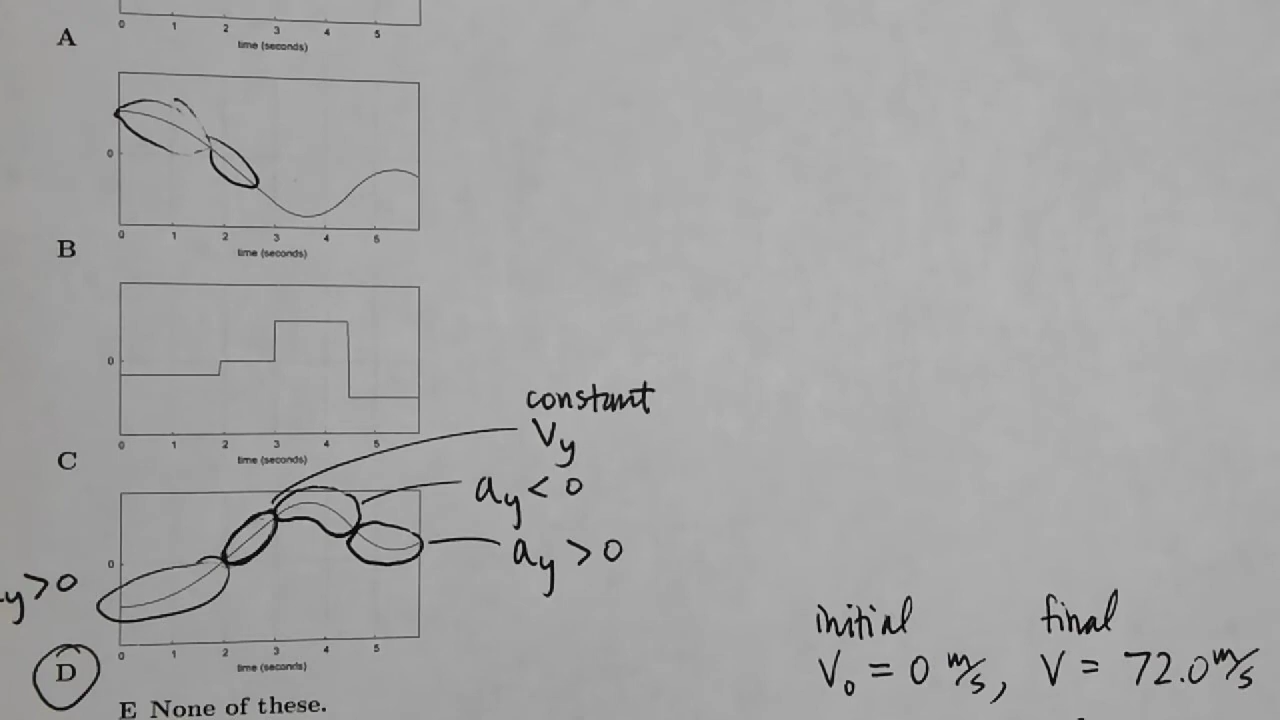 0 1 2 3 4 5
A
time (seconds)
0
0 1 2 3 4 5
B
time (seconds)
0
0 1 2 3 4 5
C
time (seconds)
constant
Vy
ay < 0
ay > 0
0
y > 0
0 1 2 3 4 5
D
time (seconds)
E None of these.
initial final
V₀ = 0 m/s, V = 72.0 m/s